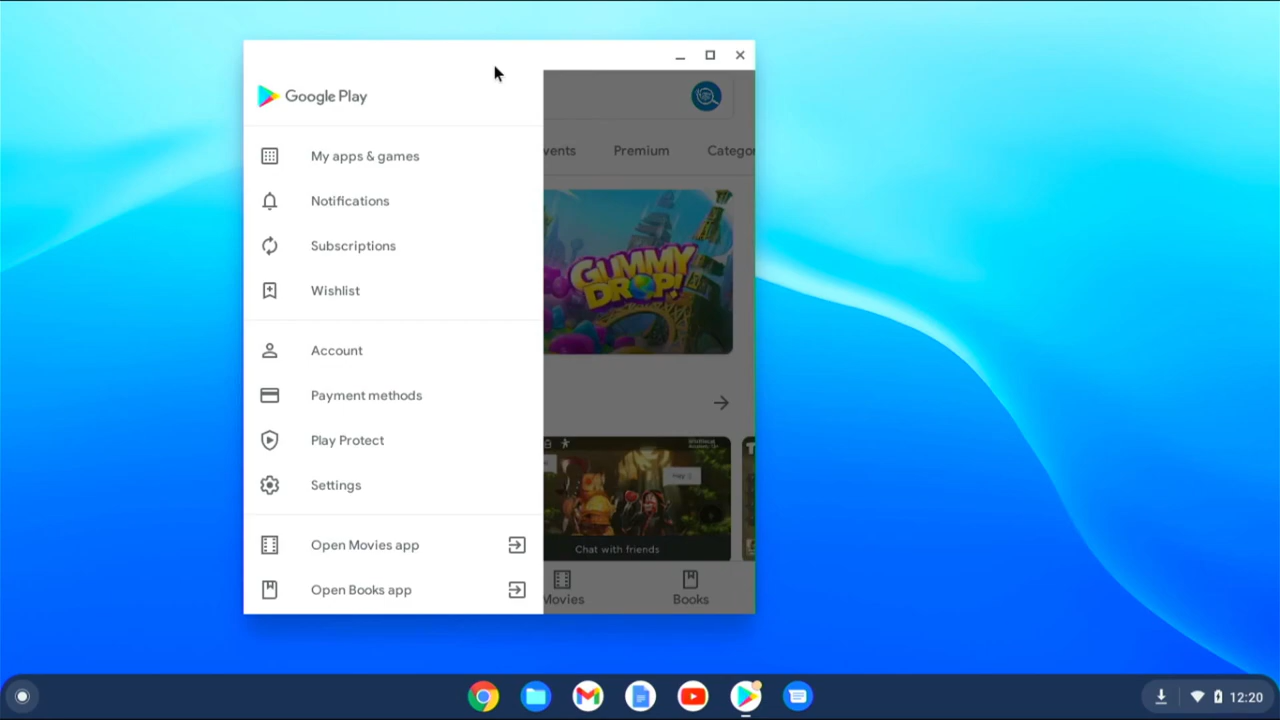 Google Play
My apps & games
Notifications
Subscriptions
Wishlist
Account
Payment methods
Play Protect
Settings
Open Movies app
Open Books app
vents Premium Categor
GUMMY DROP!
Chat with friends
Movies Books
12:20